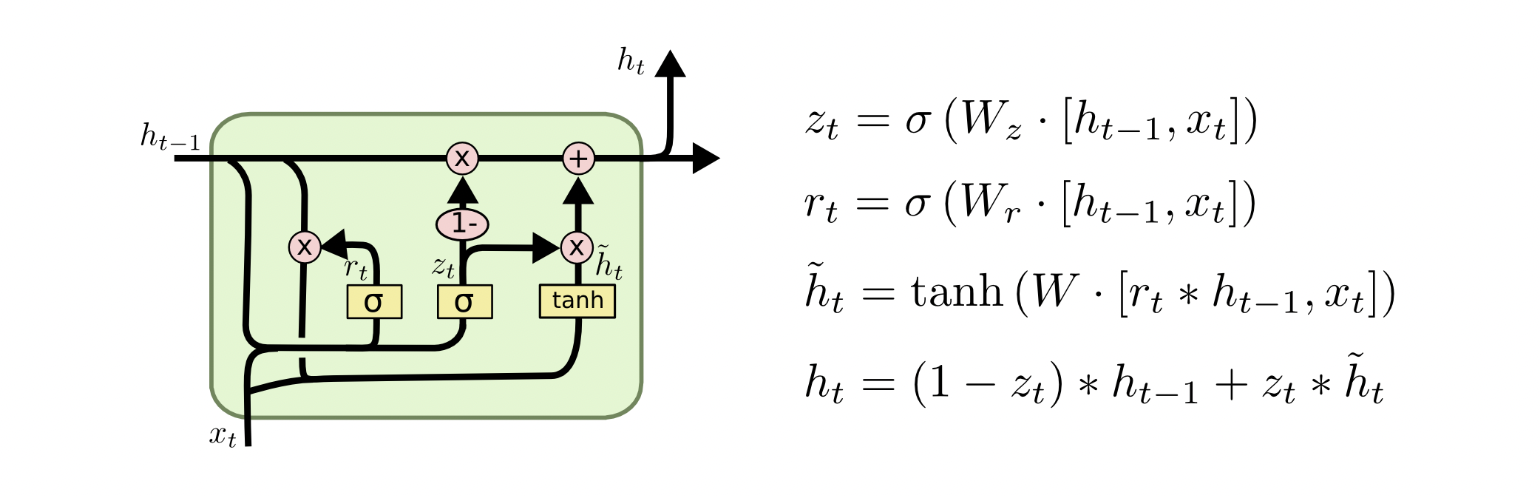 h_t
h_{t-1}
x
+
1-
x
r_t
z_t
x
h̃_t
σ
σ
tanh
x_t
z_t = σ (W_z · [h_{t-1}, x_t])
r_t = σ (W_r · [h_{t-1}, x_t])
h̃_t = tanh (W · [r_t * h_{t-1}, x_t])
h_t = (1 − z_t) * h_{t-1} + z_t * h̃_t